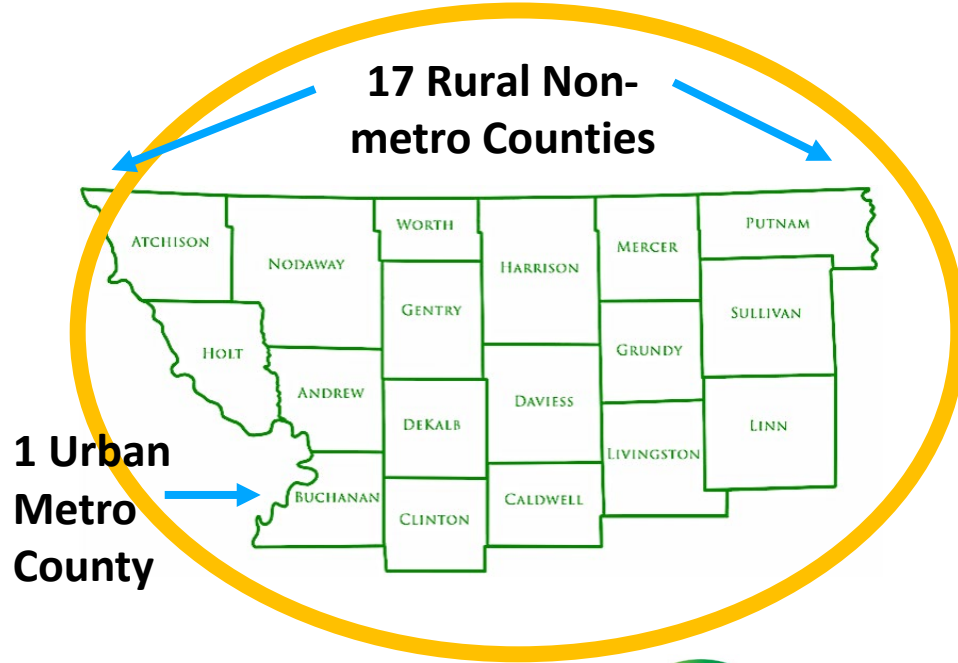 17 Rural Non-
metro Counties
ATCHISON
NODAWAY
WORTH
HARRISON
MERCER
PUTNAM
GENTRY
SULLIVAN
HOLT
GRUNDY
ANDREW
DAVIESS
DEKALB
LINN
LIVINGSTON
1 Urban
Metro
County
BUCHANAN
CLINTON
CALDWELL